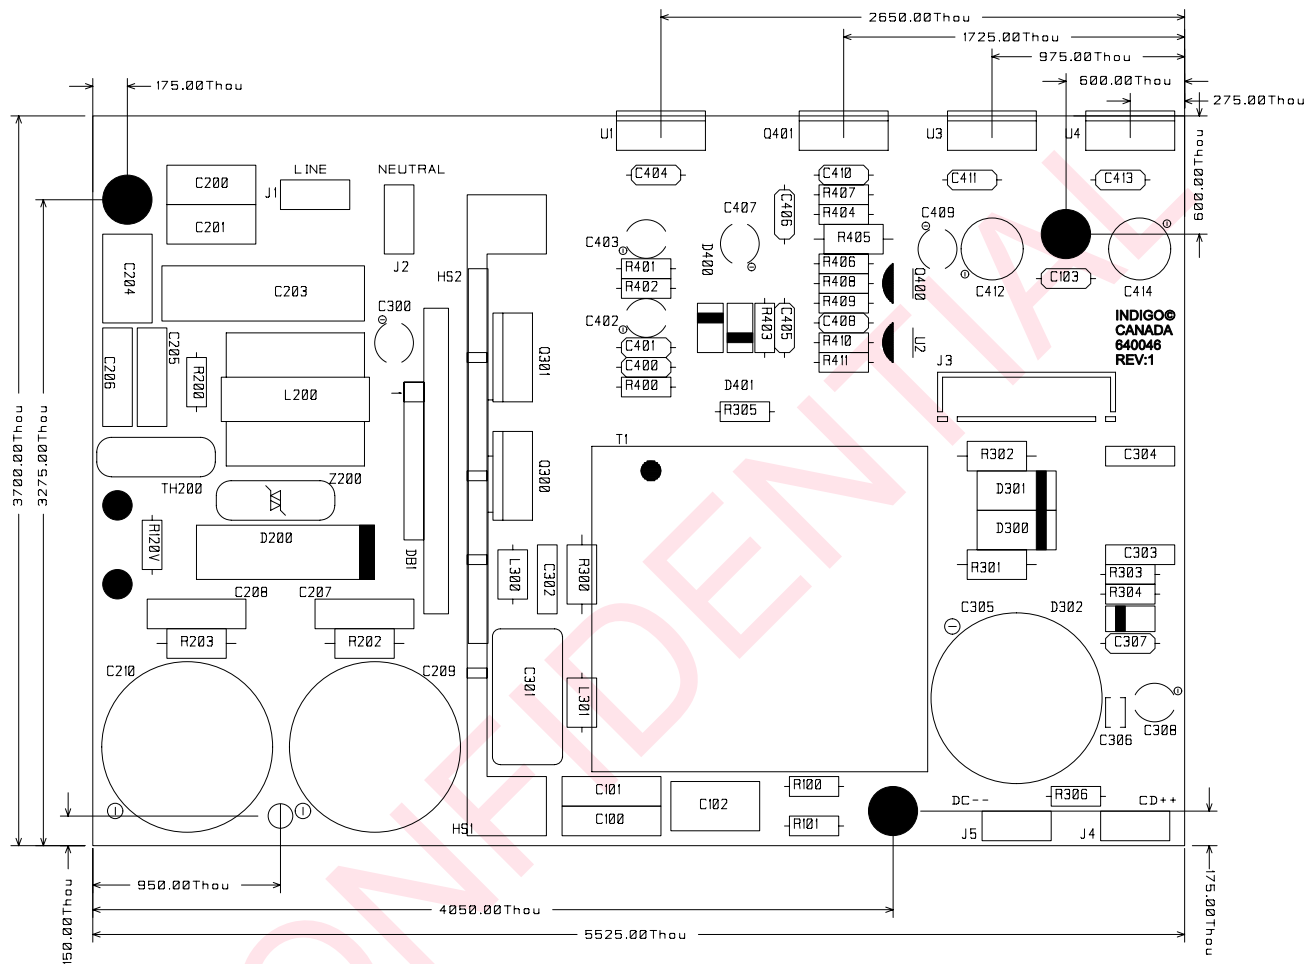 2650.00Thou
1725.00Thou
975.00Thou
600.00Thou
275.00Thou
175.00Thou
600.00Thou
3700.00Thou
3275.00Thou
U1
Q401
U3
U4
LINE
NEUTRAL
J1
J2
C200
C201
C204
C203
C300
C206
C205
R200
L200
TH200
Z200
R120V
D200
DB1
C208
C207
R203
R202
C210
C209
HS2
HS1
Q301
Q300
L300
C302
R300
C301
L301
C404
C403
R401
R402
C402
C401
C400
R400
C407
D400
C406
R403
C405
D401
R305
C410
R407
R404
R405
R406
R408
R409
C408
R410
R411
Q400
U2
C411
C413
C409
C412
C103
C414
INDIGO©
CANADA
640046
REV:1
J3
T1
R302
C304
D301
D300
R301
C303
R303
R304
C305
D302
C307
C306
C308
C101
C100
C102
R100
R101
R306
DC--
CD++
J5
J4
950.00Thou
4050.00Thou
5525.00Thou
150.00Thou
175.00Thou
CONFIDENTIAL